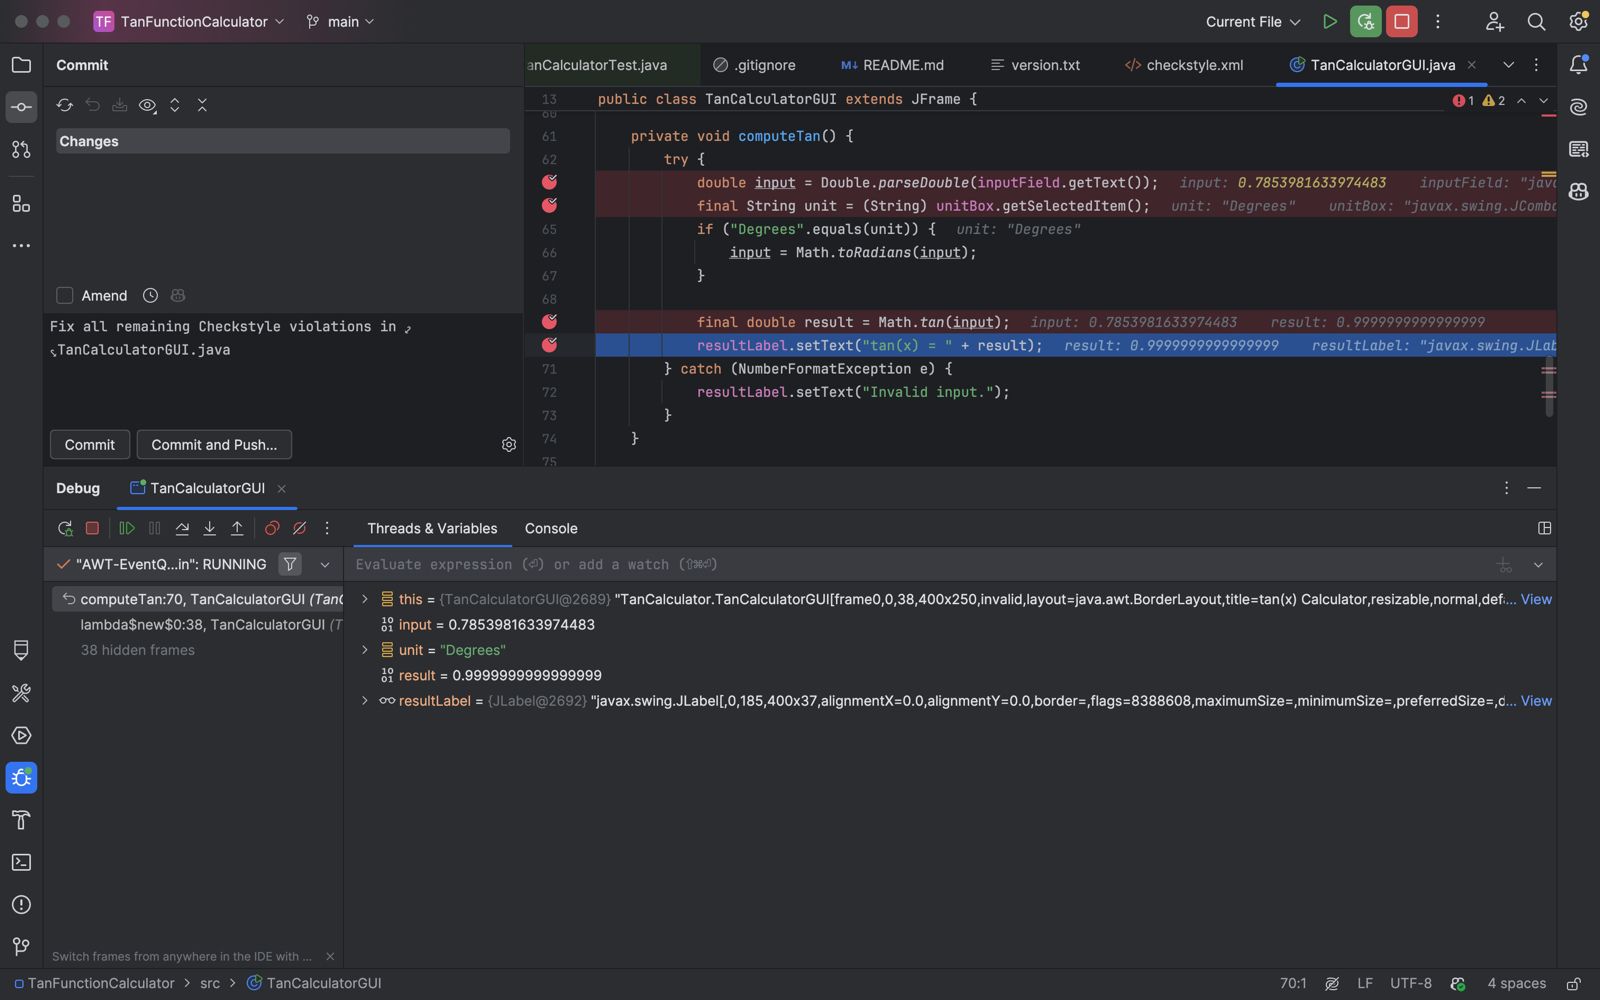 TF TanFunctionCalculator main Current File
Commit
anCalculatorTest.java .gitignore README.md version.txt checkstyle.xml TanCalculatorGUI.java
Changes
13 public class TanCalculatorGUI extends JFrame { 1 2
60
61 private void computeTan() {
62 try {
double input = Double.parseDouble(inputField.getText()); input: 0.7853981633974483 inputField: "java
final String unit = (String) unitBox.getSelectedItem(); unit: "Degrees" unitBox: "javax.swing.JCombo
65 if ("Degrees".equals(unit)) { unit: "Degrees"
66 input = Math.toRadians(input);
67 }
68
final double result = Math.tan(input); input: 0.7853981633974483 result: 0.9999999999999999
resultLabel.setText("tan(x) = " + result); result: 0.9999999999999999 resultLabel: "javax.swing.JLab
71 } catch (NumberFormatException e) {
72 resultLabel.setText("Invalid input.");
73 }
74 }
75
Amend
Fix all remaining Checkstyle violations in
TanCalculatorGUI.java
Commit Commit and Push...
Debug TanCalculatorGUI
Threads & Variables Console
"AWT-EventQ...in": RUNNING
Evaluate expression (⏎) or add a watch (⇧⌘⏎)
computeTan:70, TanCalculatorGUI (TanC
lambda$new$0:38, TanCalculatorGUI (T
38 hidden frames
this = {TanCalculatorGUI@2689} "TanCalculator.TanCalculatorGUI[frame0,0,38,400x250,invalid,layout=java.awt.BorderLayout,title=tan(x) Calculator,resizable,normal,def... View
input = 0.7853981633974483
unit = "Degrees"
result = 0.9999999999999999
resultLabel = {JLabel@2692} "javax.swing.JLabel[,0,185,400x37,alignmentX=0.0,alignmentY=0.0,border=,flags=8388608,maximumSize=,minimumSize=,preferredSize=,d... View
Switch frames from anywhere in the IDE with ...
TanFunctionCalculator > src > TanCalculatorGUI 70:1 LF UTF-8 4 spaces